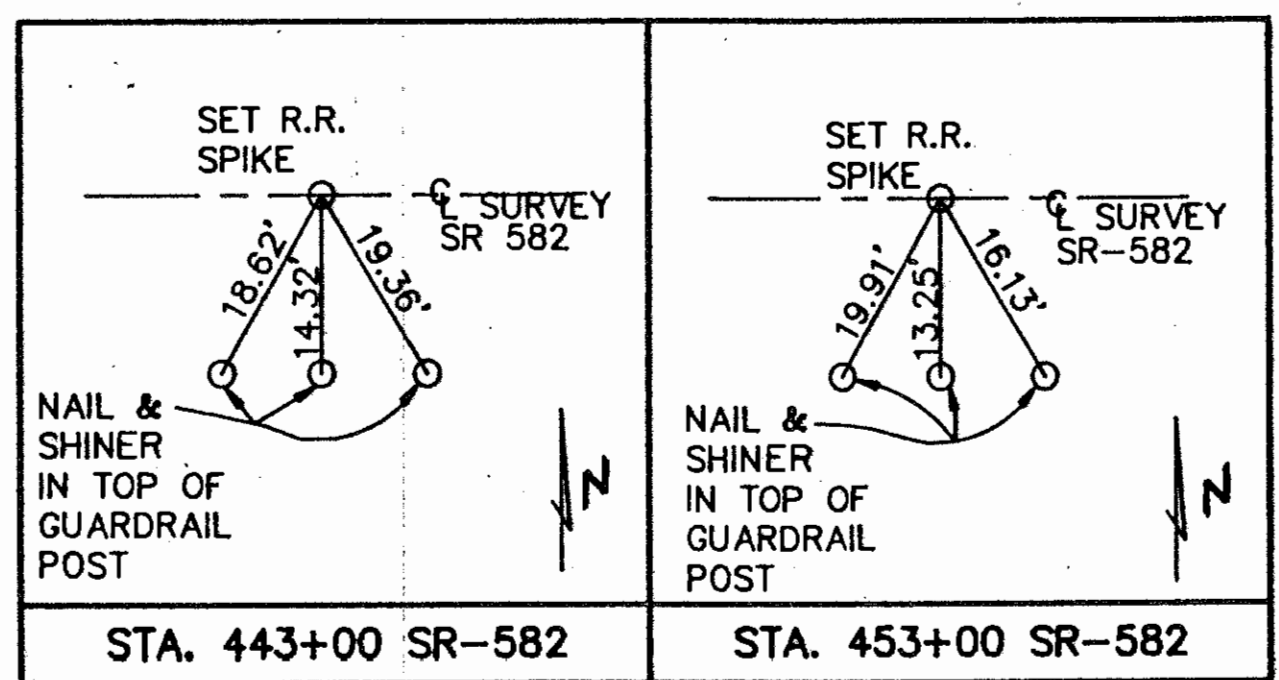 SET R.R.
SPIKE
℄ SURVEY
SR 582
18.62'
14.32'
19.36'
NAIL &
SHINER
IN TOP OF
GUARDRAIL
POST
N
STA. 443+00 SR-582
SET R.R.
SPIKE
℄ SURVEY
SR-582
19.91'
13.25'
16.13'
NAIL &
SHINER
IN TOP OF
GUARDRAIL
POST
N
STA. 453+00 SR-582